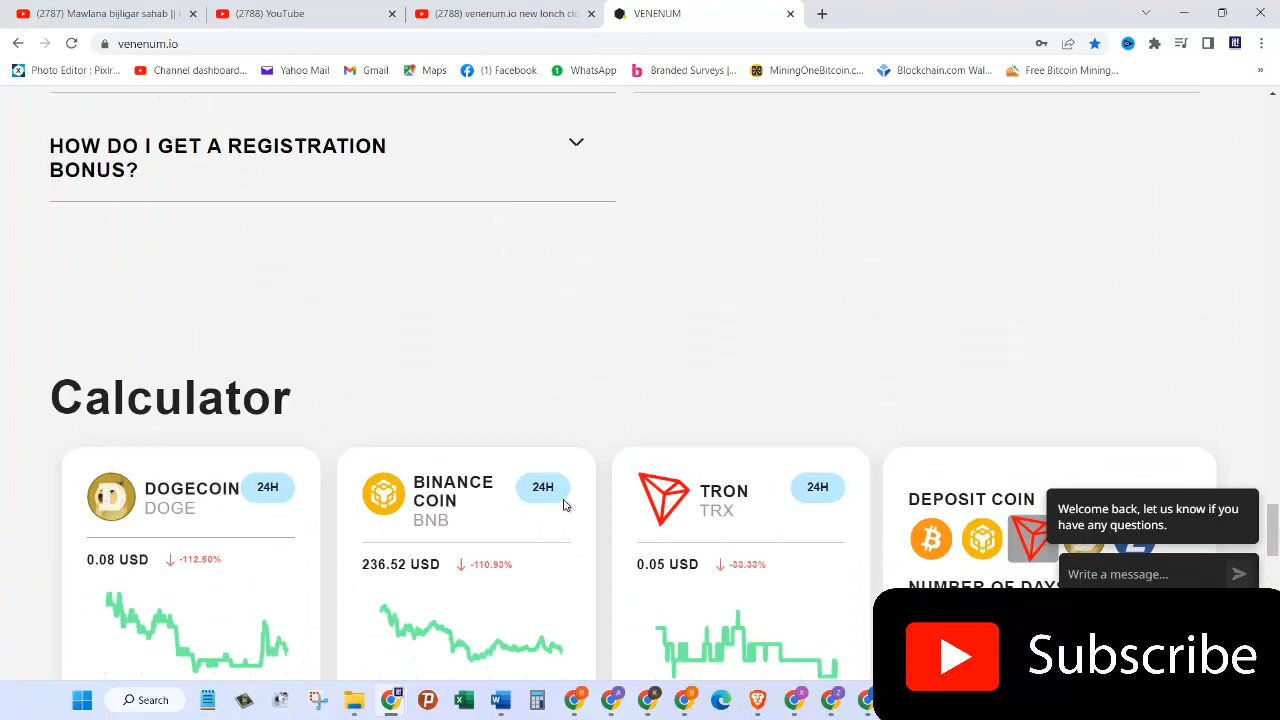 (2787) Mawlana bijligar sahab ||
(2788) YouTube
(2788) venenum.io new lonch clo
VENENUM
venenum.io
Photo Editor : Pixlr...
Channel dashboard...
Yahoo Mail
Gmail
Maps
(1) Facebook
WhatsApp
Branded Surveys |...
MiningOneBitcoin.c...
Blockchain.com Wal...
Free Bitcoin Mining...
»
HOW DO I GET A REGISTRATION
BONUS?
Calculator
DOGECOIN
DOGE
24H
0.08 USD
-112.50%
BINANCE
COIN
BNB
24H
236.52 USD
-110.93%
TRON
TRX
24H
0.05 USD
-33.33%
DEPOSIT COIN
NUMBER OF DAYS
Welcome back, let us know if you
have any questions.
Write a message...
Subscribe
Search